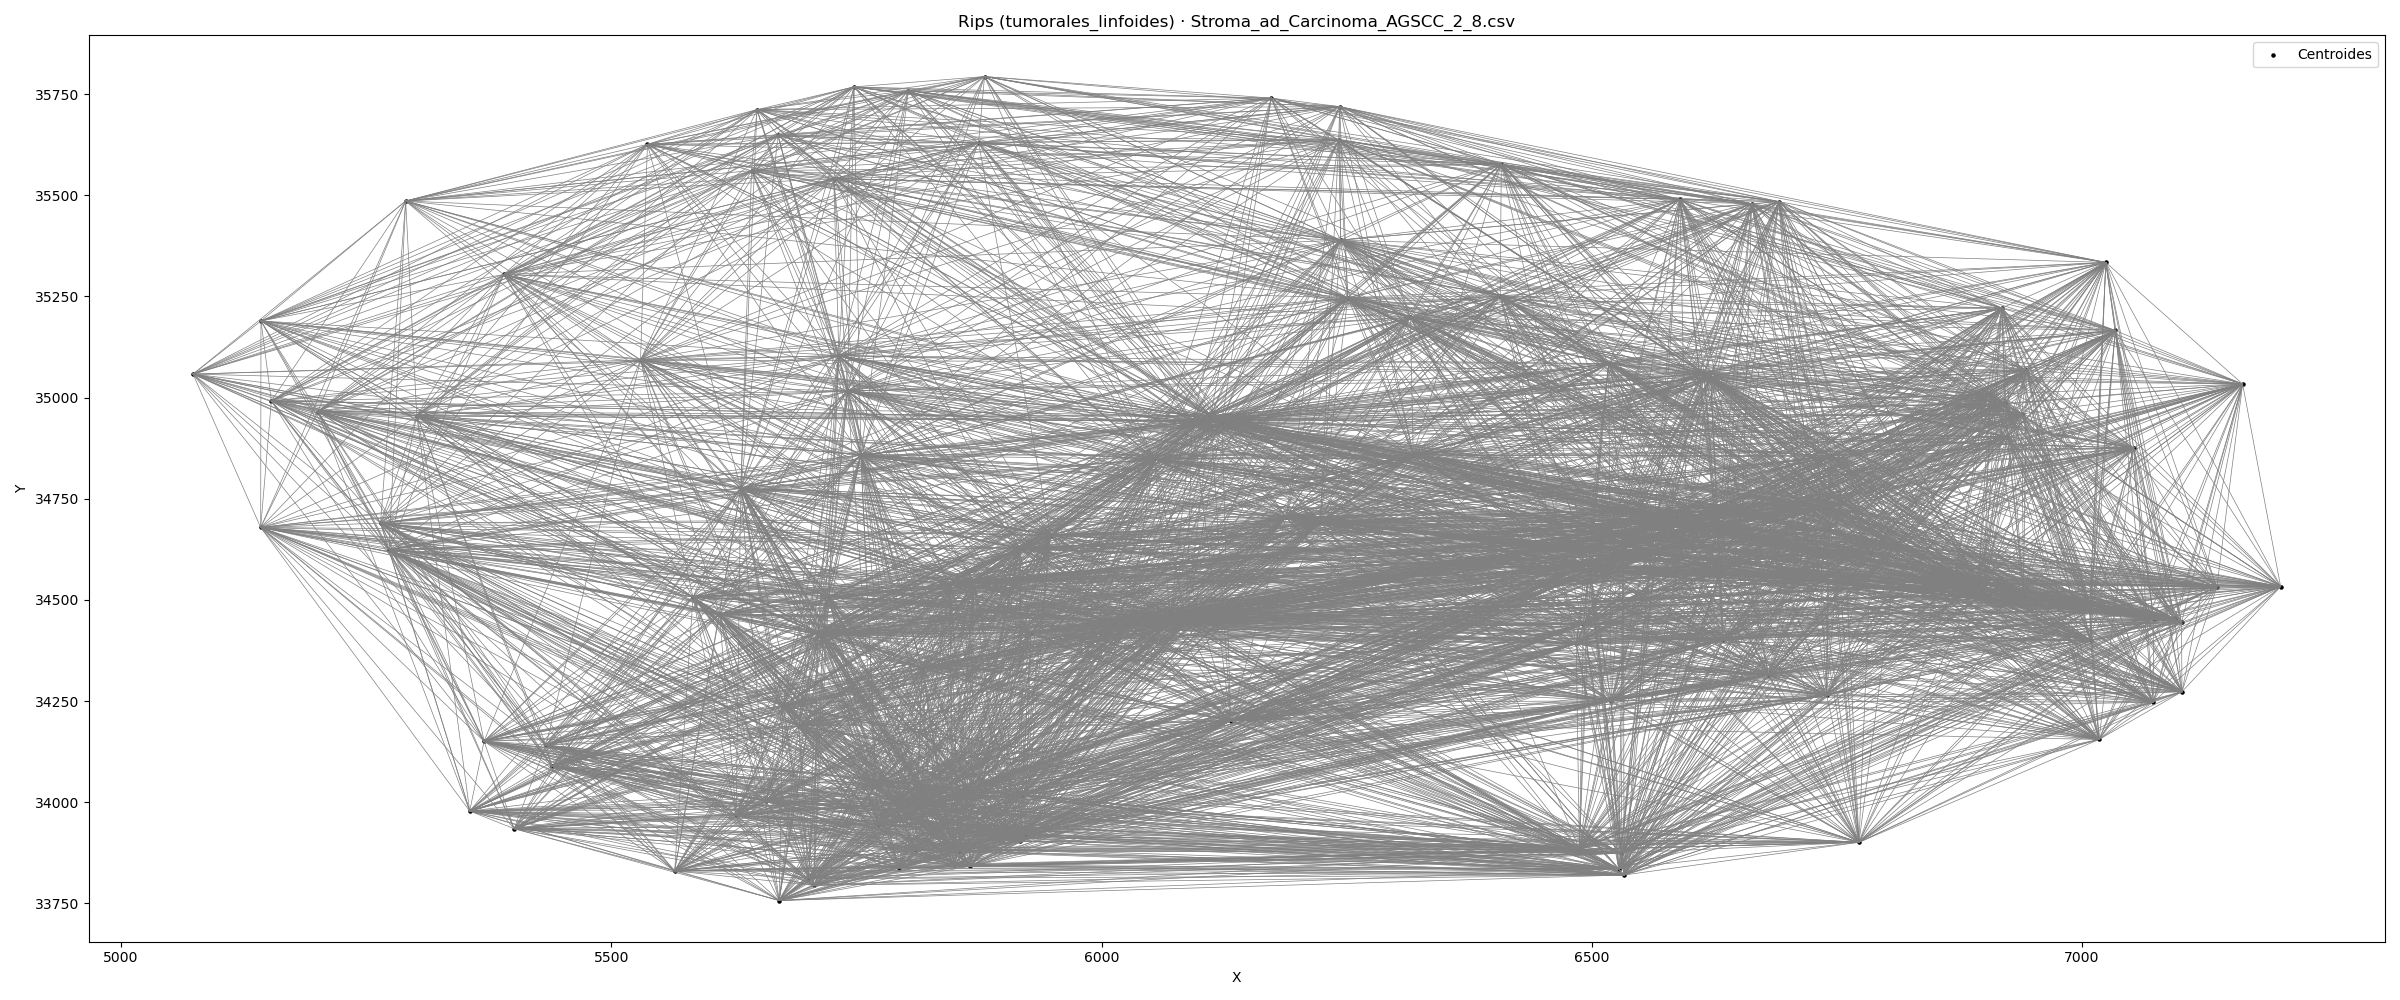 Rips (tumorales_linfoides) · Stroma_ad_Carcinoma_AGSCC_2_8.csv
Centroides
35750
35500
35250
35000
34750
34500
34250
34000
33750
Y
5000 5500 6000 6500 7000
X